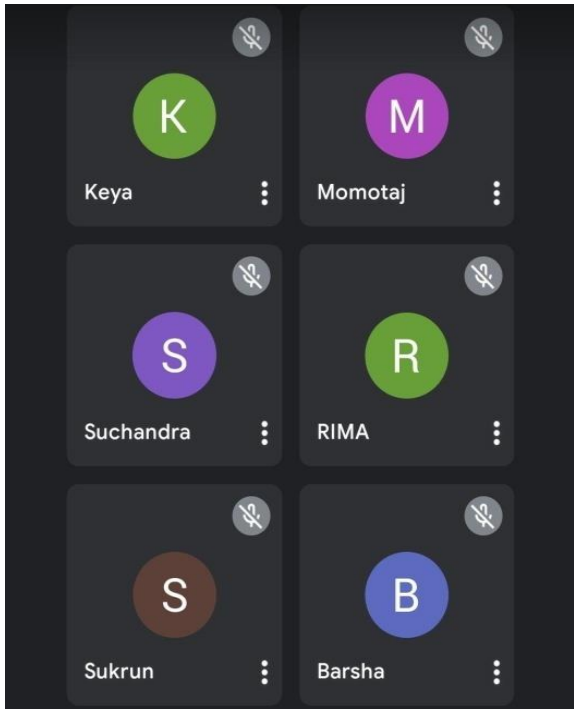 K
M
Keya
Momotaj
S
R
Suchandra
RIMA
S
B
Sukrun
Barsha